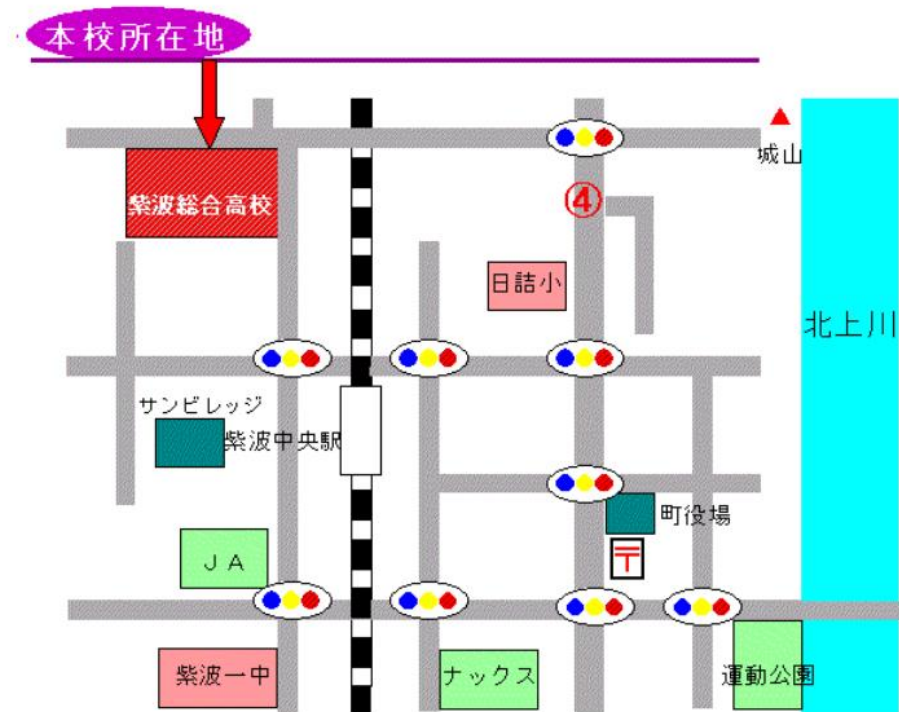 本校所在地
城山
紫波総合高校
④
日詰小
北上川
サンビレッジ
紫波中央駅
町役場
〒
ＪＡ
紫波一中
ナックス
運動公園